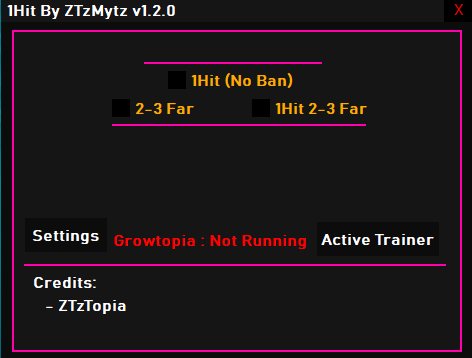 1Hit By ZTzMytz v1.2.0 X
1Hit (No Ban)
2-3 Far 1Hit 2-3 Far
Settings Growtopia : Not Running Active Trainer
Credits:
- ZTzTopia